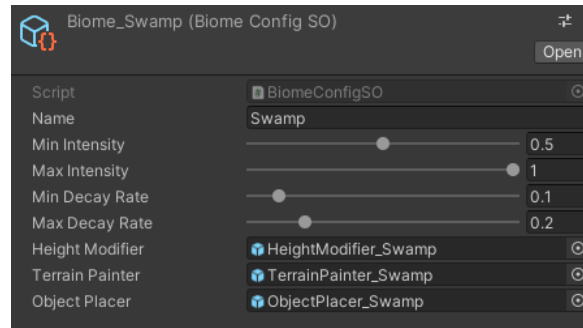 Biome_Swamp (Biome Config SO)
Open
Script BiomeConfigSO
Name Swamp
Min Intensity 0.5
Max Intensity 1
Min Decay Rate 0.1
Max Decay Rate 0.2
Height Modifier HeightModifier_Swamp
Terrain Painter TerrainPainter_Swamp
Object Placer ObjectPlacer_Swamp